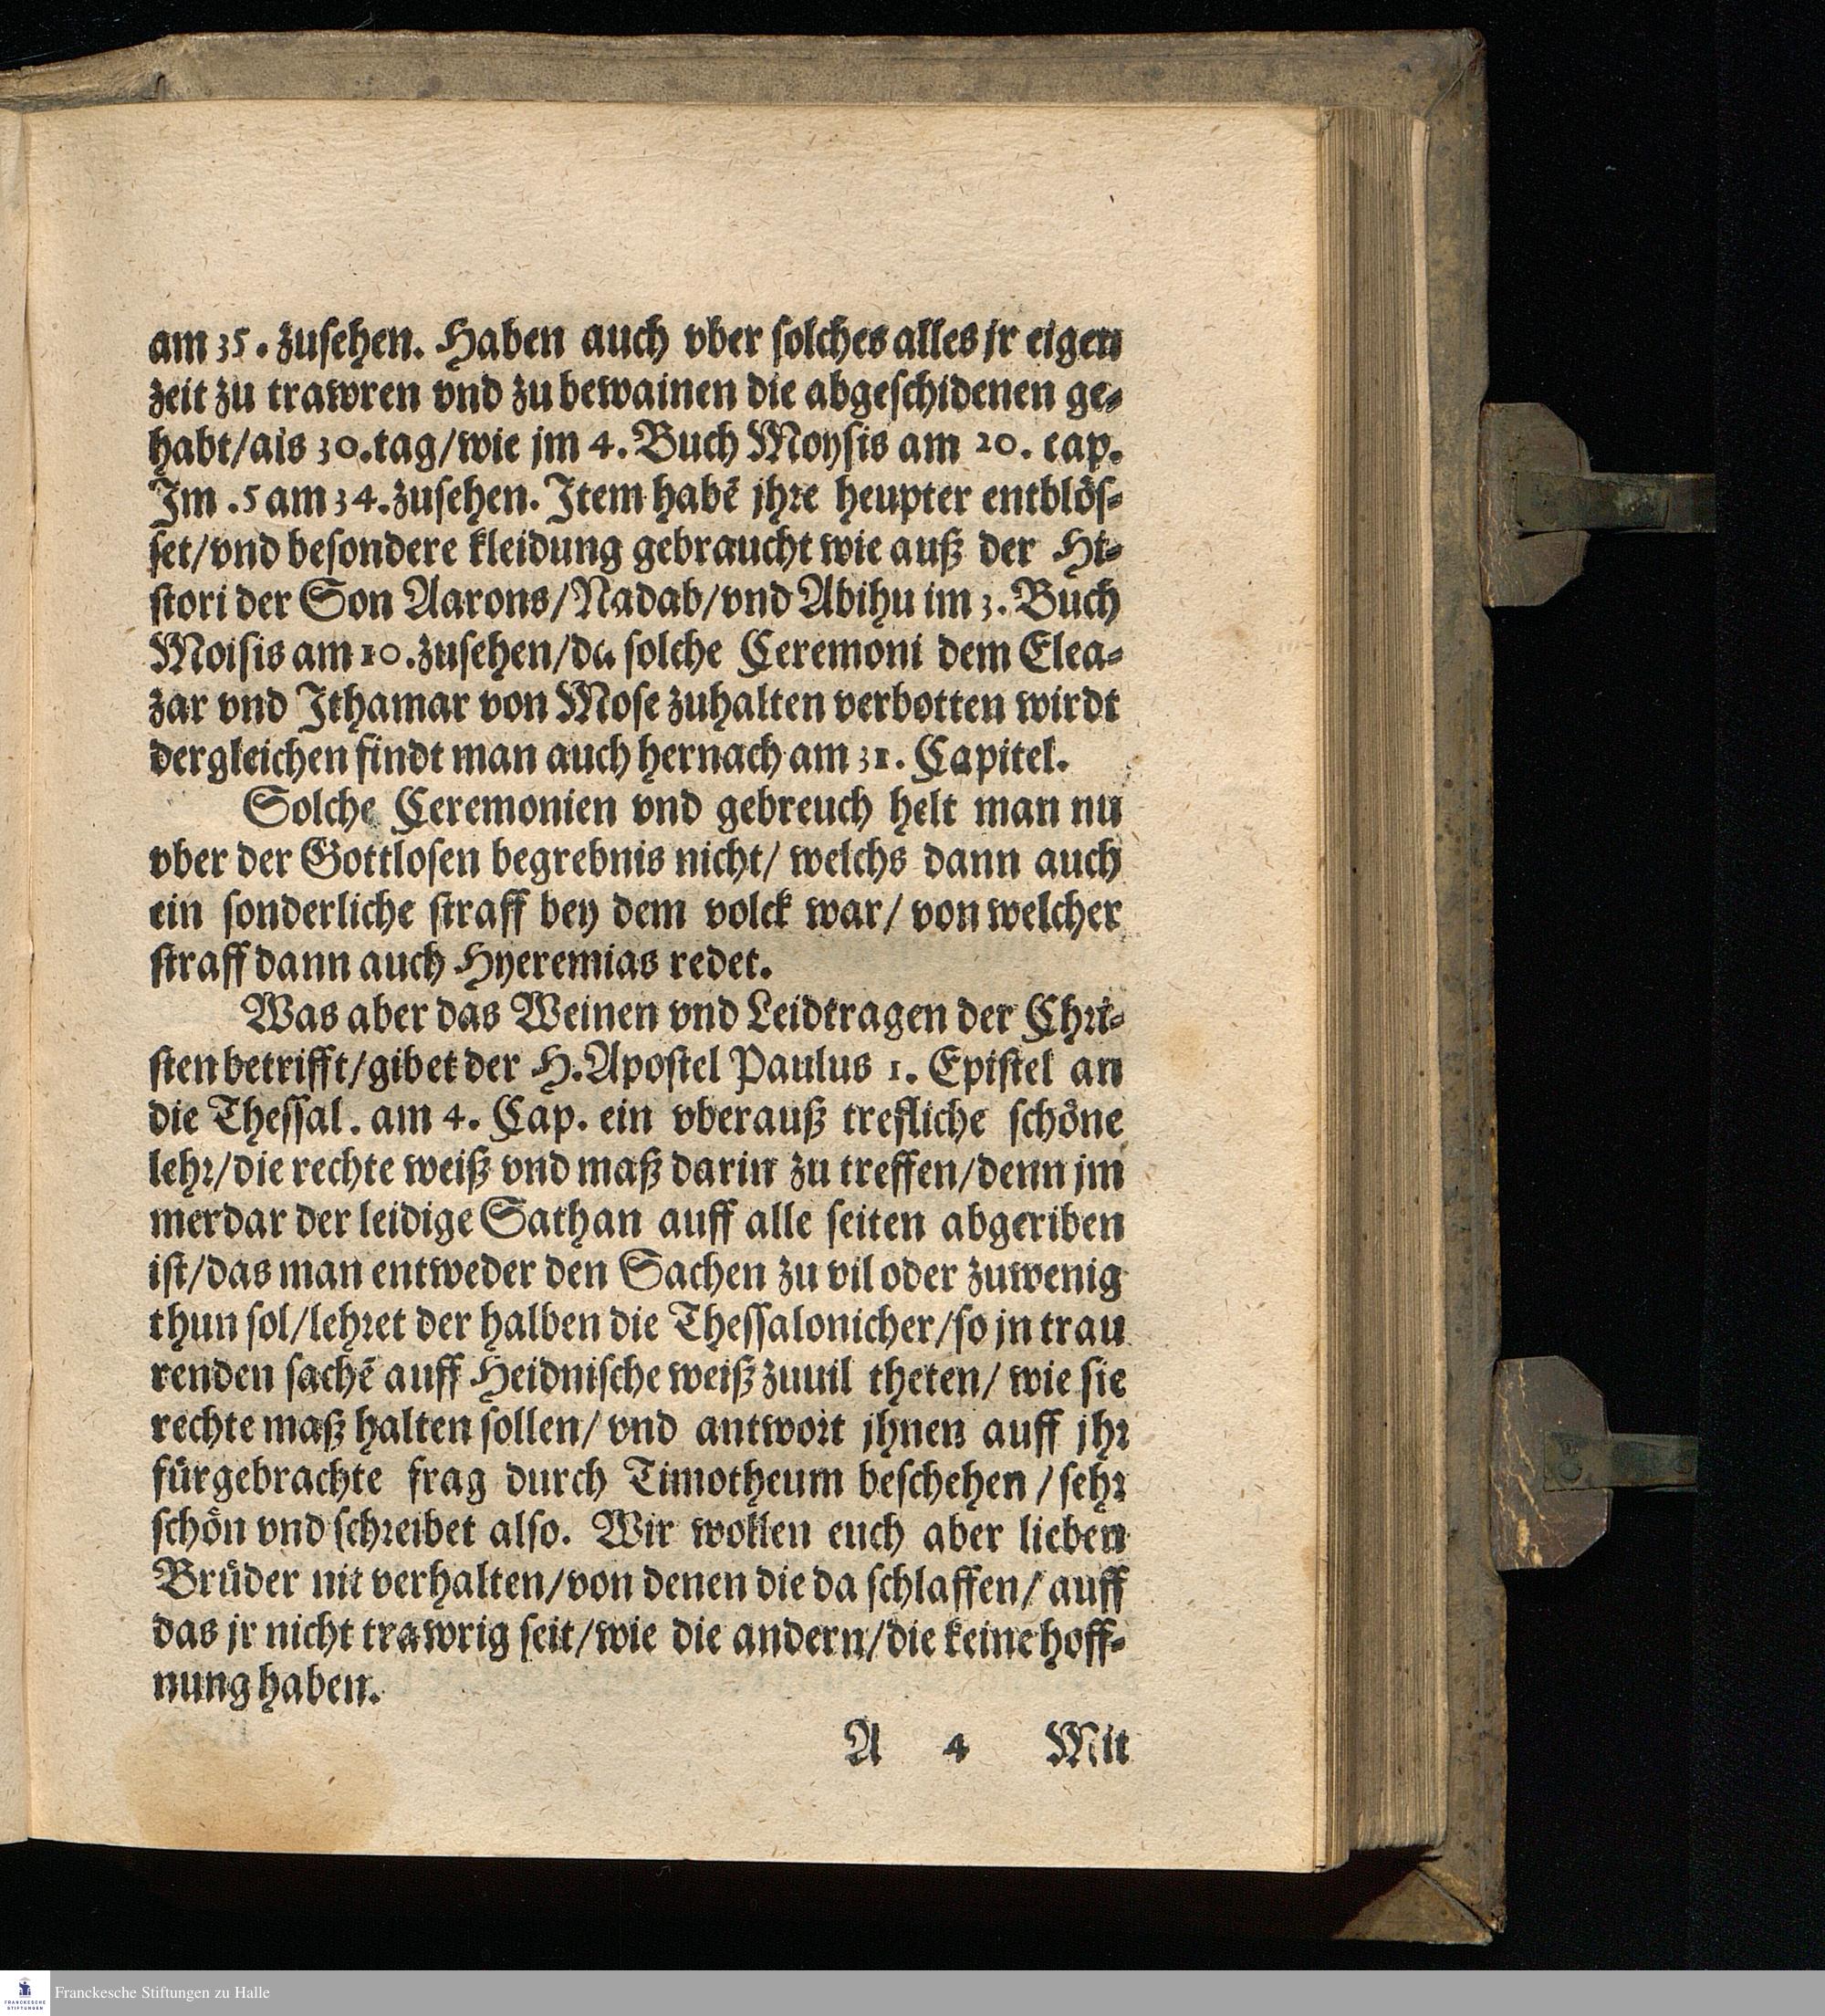 am 35. zusehen. Haben auch vber solches alles jr eigen
zeit zu trawren vnd zu bewainen die abgeschidenen ge⸗
habt/als 30.tag/wie jm 4. Buch Moysis am 20. cap.
Im .5 am 34.zusehen. Item habẽ jhre heupter entblös⸗
set/vnd besondere kleidung gebraucht wie auß der Hi⸗
stori der Son Aarons/Nadab/vnd Abihu im 3. Buch
Moisis am 10.zusehen/da solche Ceremoni dem Elea⸗
zar vnd Ithamar von Mose zuhalten verbotten wirdt
dergleichen findt man auch hernach am 31. Capitel.
Solche Ceremonien vnd gebreuch helt man nu
vber der Gottlosen begrebnis nicht/ welchs dann auch
ein sonderliche straff bey dem volck war/ von welcher
straff dann auch Hyeremias redet.
Was aber das Weinen vnd Leidtragen der Chri⸗
sten betrifft/gibet der H.Apostel Paulus 1. Epistel an
die Thessal. am 4. Cap. ein vberauß trefliche schöne
lehr/die rechte weiß vnd maß darin zu treffen/denn jm
merdar der leidige Sathan auff alle seiten abgeriben
ist/das man entweder den Sachen zu vil oder zuwenig
thun sol/lehret der halben die Thessalonicher/so jn trau
renden sachẽ auff Heidnische weiß zuuil theten/ wie sie
rechte maß halten sollen/ vnd antwort jhnen auff jhr
fürgebrachte frag durch Timotheum beschehen / sehr
schön vnd schreibet also. Wir wollen euch aber lieben
Brüder nit verhalten/von denen die da schlaffen/ auff
das jr nicht trawrig seit/wie die andern/die keine hoff⸗
nung haben.
A 4 Mit
Franckesche Stiftungen zu Halle
FRANCKESCHE
STIFTUNGEN